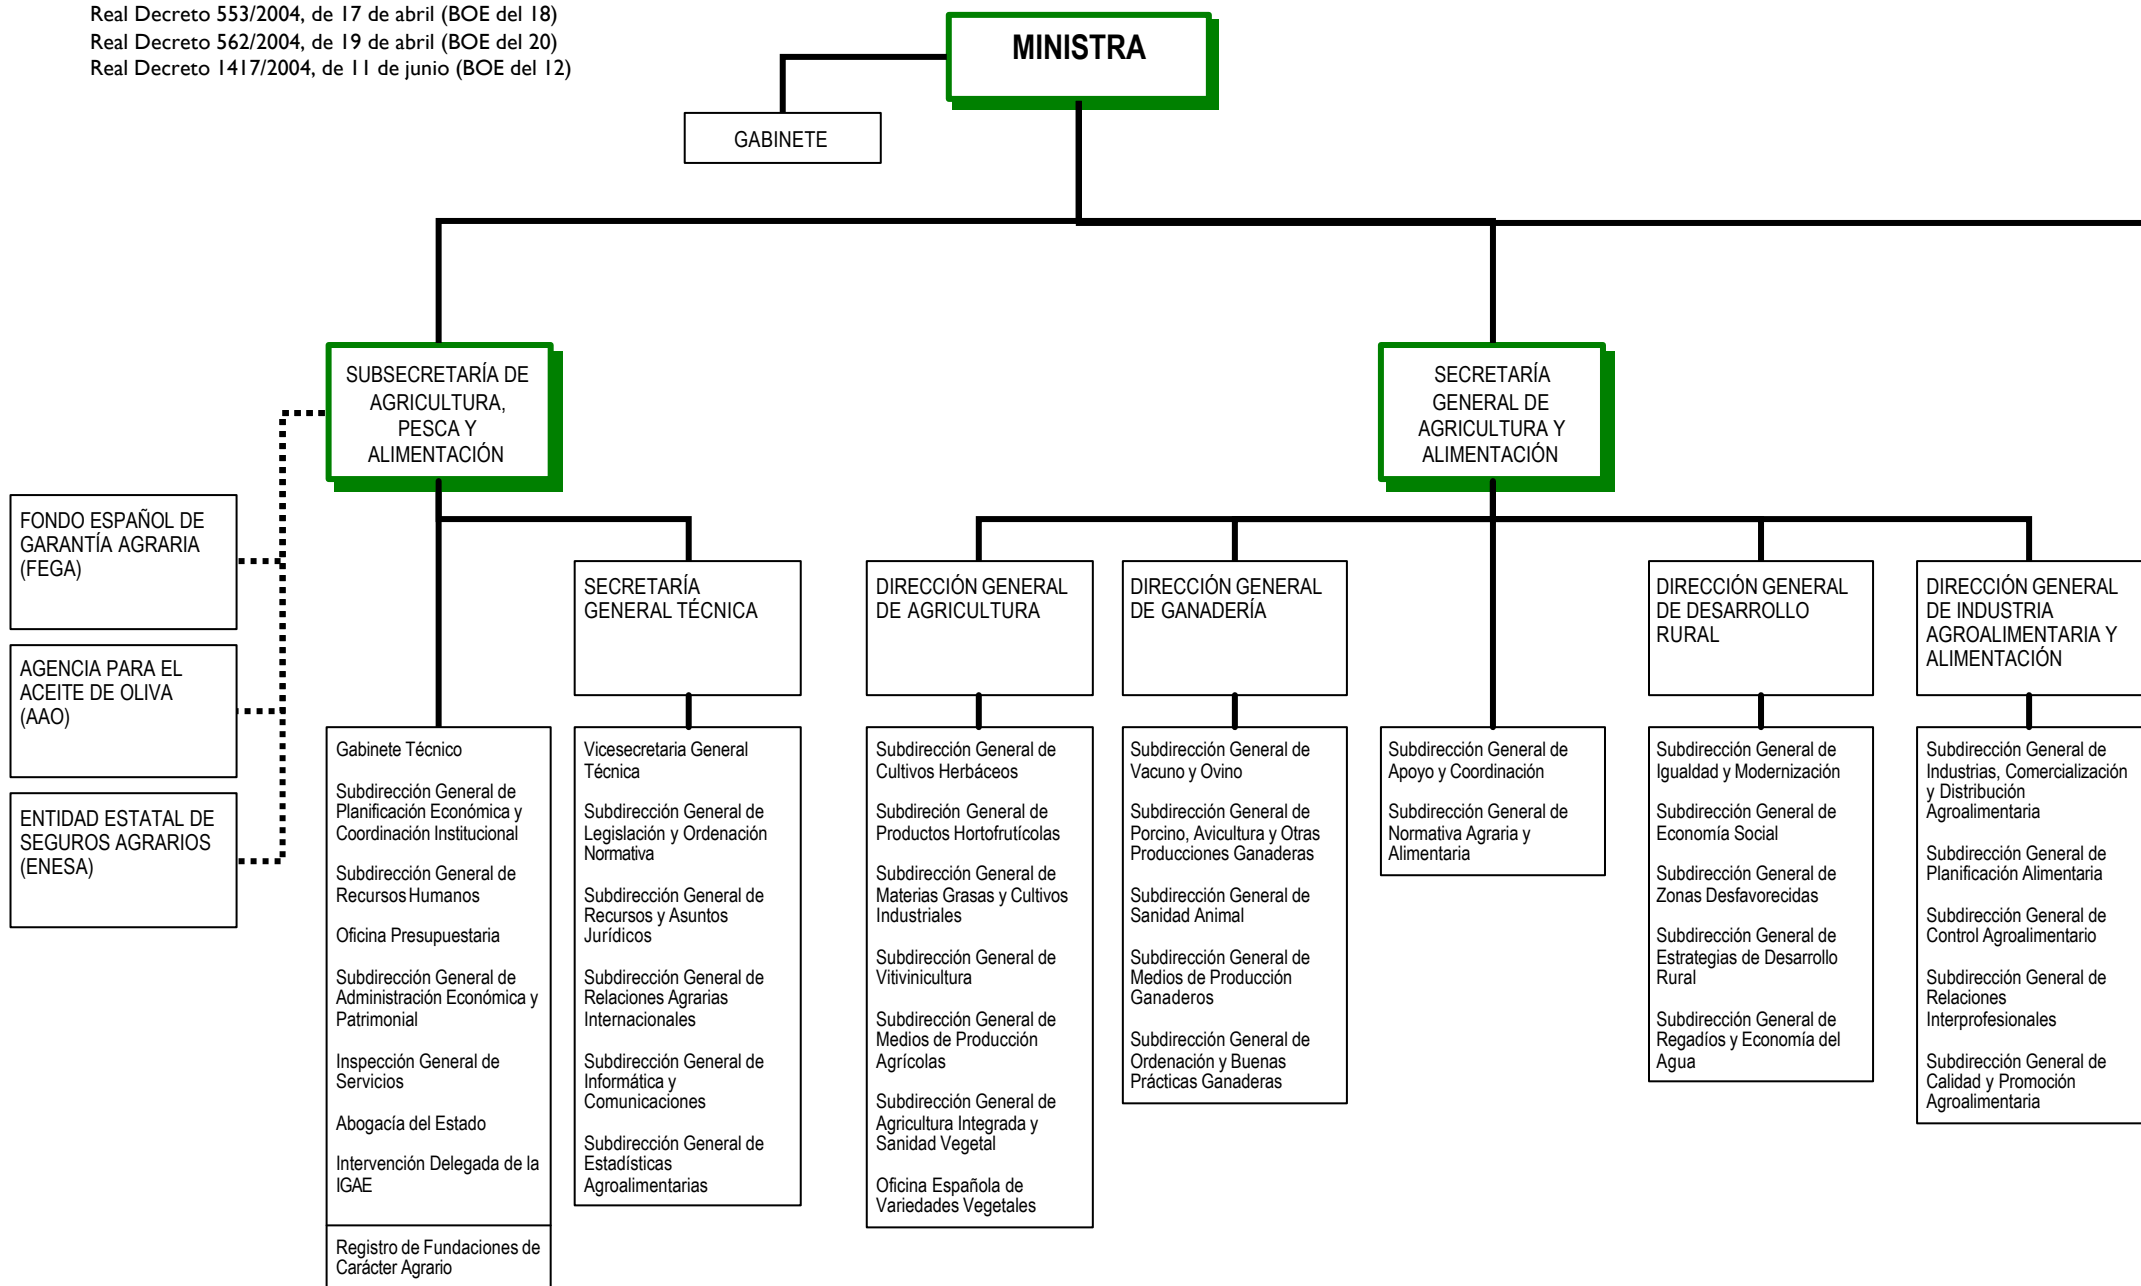 Real Decreto 553/2004, de 17 de abril (BOE del 18)
Real Decreto 562/2004, de 19 de abril (BOE del 20)
Real Decreto 1417/2004, de 11 de junio (BOE del 12)
MINISTRA
GABINETE
SUBSECRETARÍA DE
AGRICULTURA,
PESCA Y
ALIMENTACIÓN
SECRETARÍA
GENERAL DE
AGRICULTURA Y
ALIMENTACIÓN
FONDO ESPAÑOL DE
GARANTÍA AGRARIA
(FEGA)
AGENCIA PARA EL
ACEITE DE OLIVA
(AAO)
ENTIDAD ESTATAL DE
SEGUROS AGRARIOS
(ENESA)
SECRETARÍA
GENERAL TÉCNICA
DIRECCIÓN GENERAL
DE AGRICULTURA
DIRECCIÓN GENERAL
DE GANADERÍA
DIRECCIÓN GENERAL
DE DESARROLLO
RURAL
DIRECCIÓN GENERAL
DE INDUSTRIA
AGROALIMENTARIA Y
ALIMENTACIÓN
Gabinete Técnico
Subdirección General de
Planificación Económica y
Coordinación Institucional
Subdirección General de
Recursos Humanos
Oficina Presupuestaria
Subdirección General de
Administración Económica y
Patrimonial
Inspección General de
Servicios
Abogacía del Estado
Intervención Delegada de la
IGAE
Registro de Fundaciones de
Carácter Agrario
Vicesecretaria General
Técnica
Subdirección General de
Legislación y Ordenación
Normativa
Subdirección General de
Recursos y Asuntos
Jurídicos
Subdirección General de
Relaciones Agrarias
Internacionales
Subdirección General de
Informática y
Comunicaciones
Subdirección General de
Estadísticas
Agroalimentarias
Subdirección General de
Cultivos Herbáceos
Subdireción General de
Productos Hortofrutícolas
Subdirección General de
Materias Grasas y Cultivos
Industriales
Subdirección General de
Vitivinicultura
Subdirección General de
Medios de Producción
Agrícolas
Subdirección General de
Agricultura Integrada y
Sanidad Vegetal
Oficina Española de
Variedades Vegetales
Subdirección General de
Vacuno y Ovino
Subdirección General de
Porcino, Avicultura y Otras
Producciones Ganaderas
Subdirección General de
Sanidad Animal
Subdirección General de
Medios de Producción
Ganaderos
Subdirección General de
Ordenación y Buenas
Prácticas Ganaderas
Subdirección General de
Apoyo y Coordinación
Subdirección General de
Normativa Agraria y
Alimentaria
Subdirección General de
Igualdad y Modernización
Subdirección General de
Economía Social
Subdirección General de
Zonas Desfavorecidas
Subdirección General de
Estrategias de Desarrollo
Rural
Subdirección General de
Regadíos y Economía del
Agua
Subdirección General de
Industrias, Comercialización
y Distribución
Agroalimentaria
Subdirección General de
Planificación Alimentaria
Subdirección General de
Control Agroalimentario
Subdirección General de
Relaciones
Interprofesionales
Subdirección General de
Calidad y Promoción
Agroalimentaria